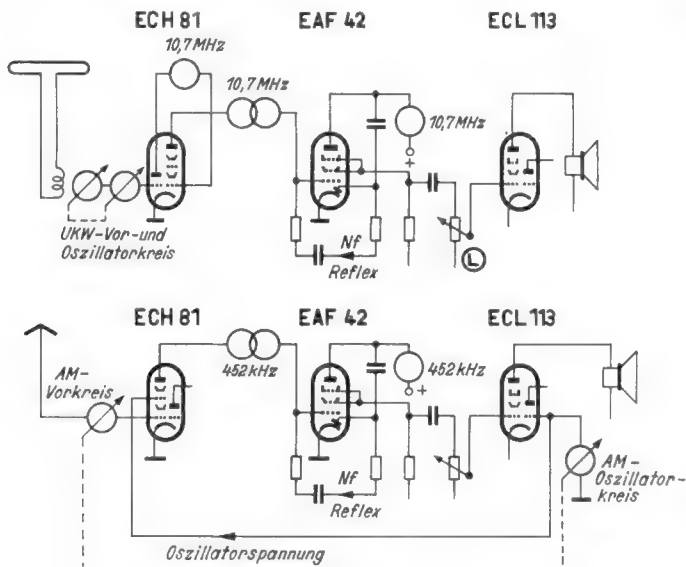 ECH 81
EAF 42
ECL 113
10,7 MHz
10,7 MHz
10,7 MHz
+
UKW-Vor- und
Oszillatorkreis
Nf
Reflex
L
ECH 81
EAF 42
ECL 113
AM-
Vorkreis
452 kHz
452 kHz
+
Nf
Reflex
AM-
Oszillator-
kreis
Oszillatorspannung